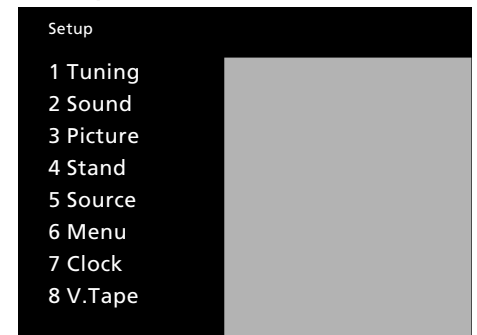 Setup
1 Tuning
2 Sound
3 Picture
4 Stand
5 Source
6 Menu
7 Clock
8 V.Tape